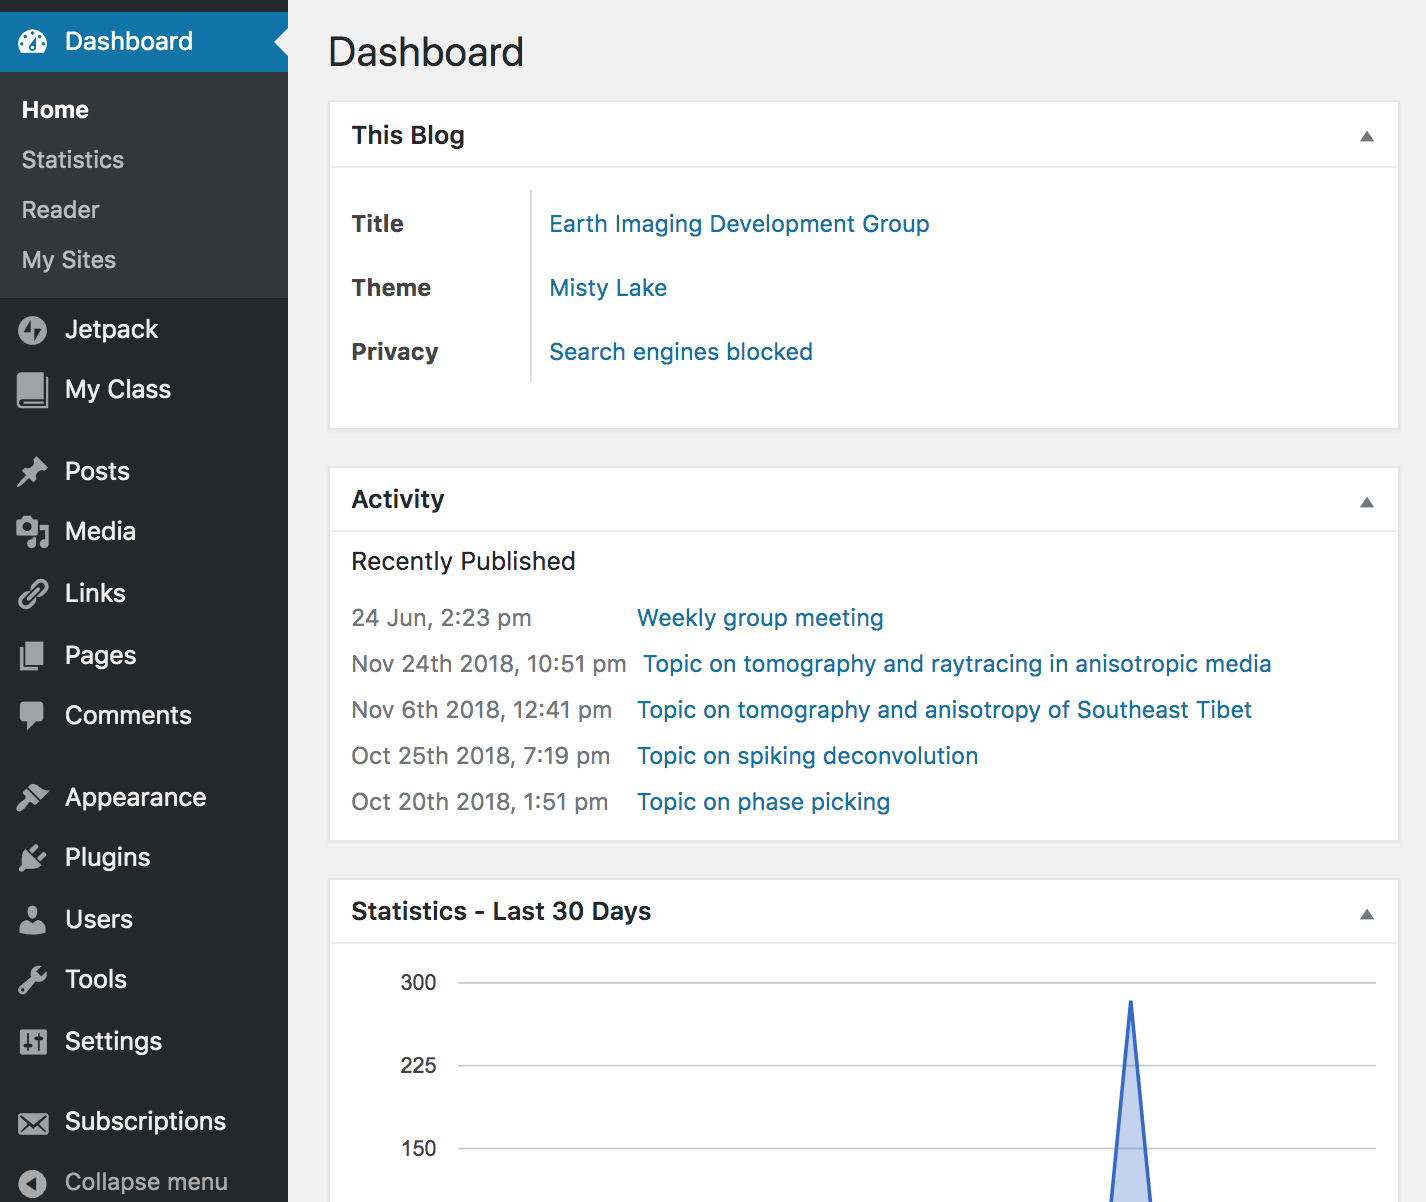 Dashboard
Home
Statistics
Reader
My Sites
Jetpack
My Class
Posts
Media
Links
Pages
Comments
Appearance
Plugins
Users
Tools
Settings
Subscriptions
Collapse menu
Dashboard
This Blog
Title Earth Imaging Development Group
Theme Misty Lake
Privacy Search engines blocked
Activity
Recently Published
24 Jun, 2:23 pm Weekly group meeting
Nov 24th 2018, 10:51 pm Topic on tomography and raytracing in anisotropic media
Nov 6th 2018, 12:41 pm Topic on tomography and anisotropy of Southeast Tibet
Oct 25th 2018, 7:19 pm Topic on spiking deconvolution
Oct 20th 2018, 1:51 pm Topic on phase picking
Statistics - Last 30 Days
300
225
150